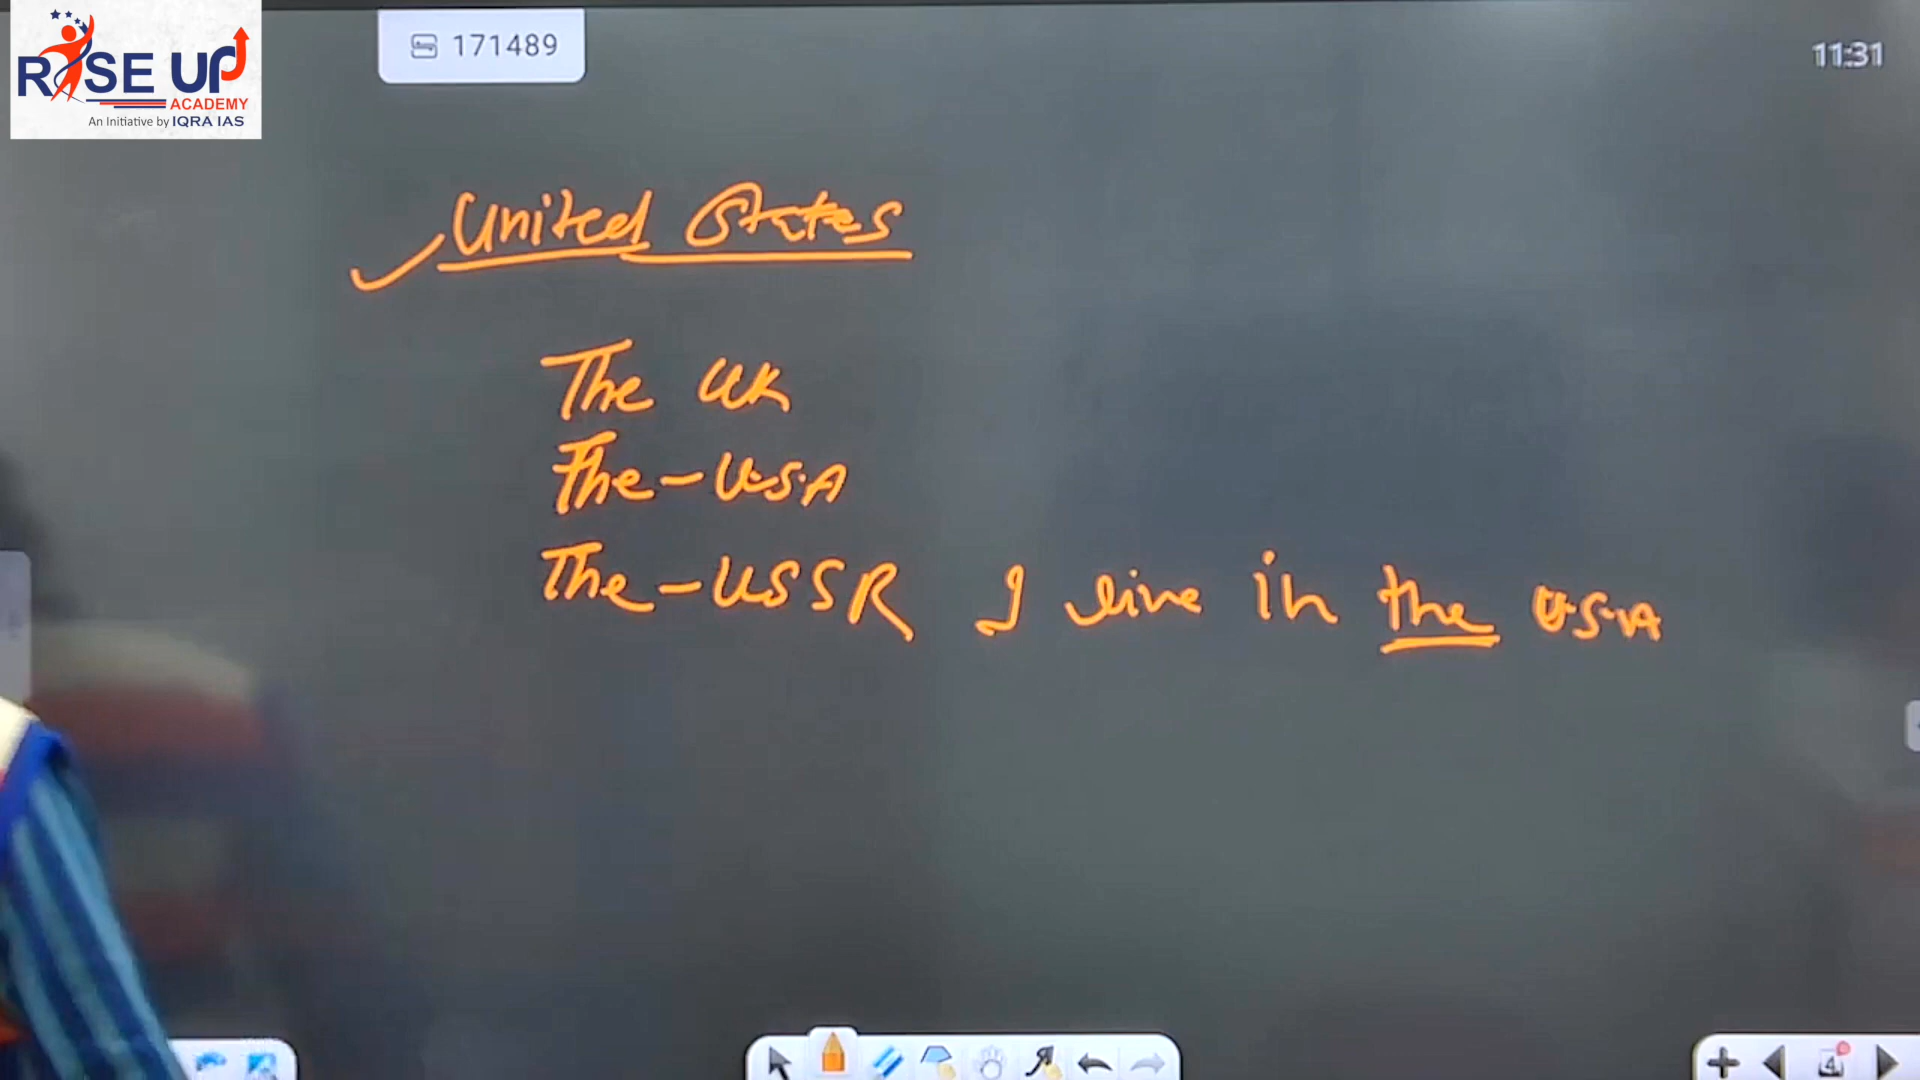 RISE UP
ACADEMY
An Initiative by IQRA IAS
171489
11:31
United States
The UK
The - U.S.A
The - USSR I live in the U.S.A
4